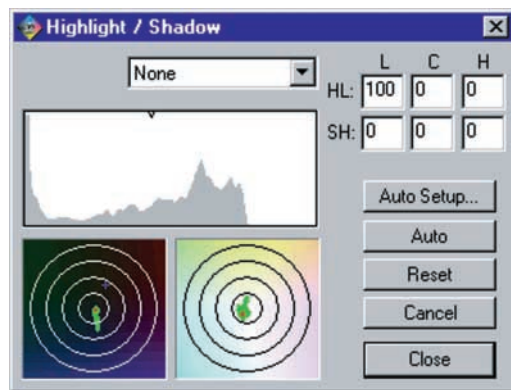 Highlight / Shadow
None
L C H
HL: 100 0 0
SH: 0 0 0
Auto Setup...
Auto
Reset
Cancel
Close